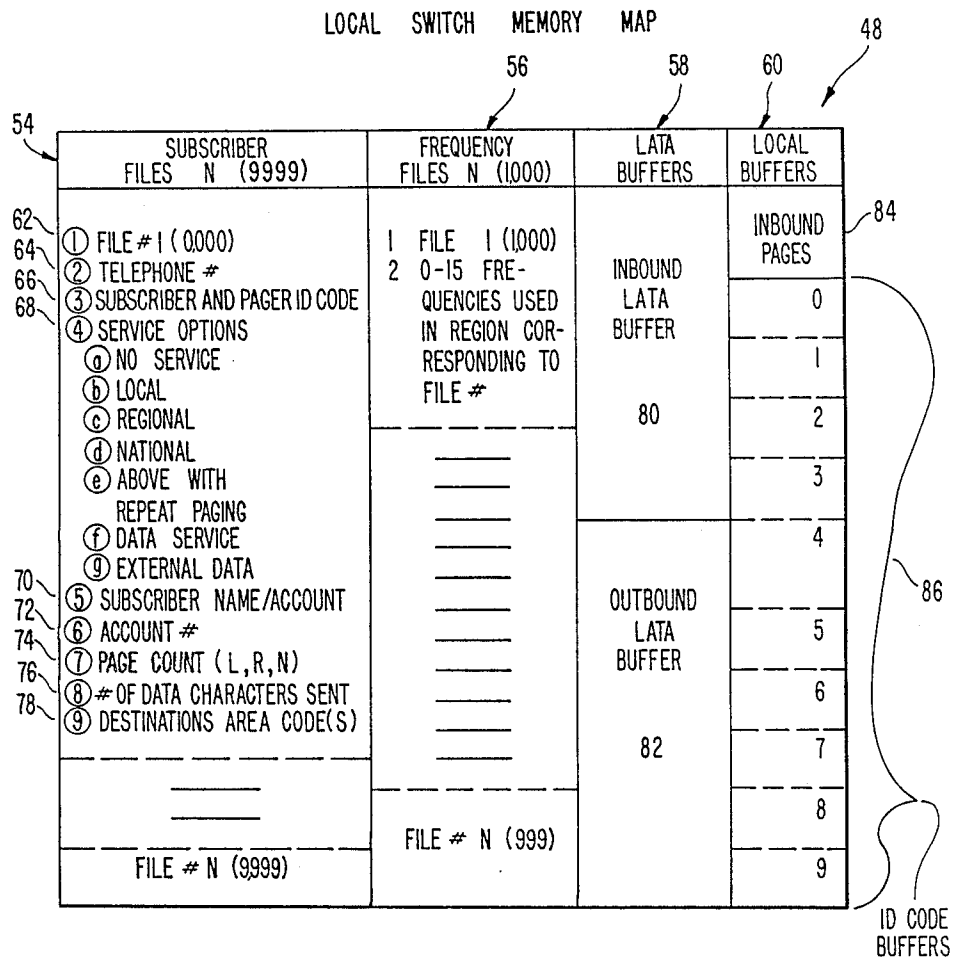 LOCAL SWITCH MEMORY MAP
48
54
56
58
60
SUBSCRIBER
FILES N (9999)
FREQUENCY
FILES N (1,000)
LATA
BUFFERS
LOCAL
BUFFERS
62
① FILE # 1 (0,000)
64
② TELEPHONE #
66
③ SUBSCRIBER AND PAGER ID CODE
68
④ SERVICE OPTIONS
ⓐ NO SERVICE
ⓑ LOCAL
ⓒ REGIONAL
ⓓ NATIONAL
ⓔ ABOVE WITH
REPEAT PAGING
ⓕ DATA SERVICE
ⓖ EXTERNAL DATA
70
⑤ SUBSCRIBER NAME/ACCOUNT
72
⑥ ACCOUNT #
74
⑦ PAGE COUNT (L,R,N)
76
⑧ # OF DATA CHARACTERS SENT
78
⑨ DESTINATIONS AREA CODE(S)
FILE # N (9,999)
1 FILE 1 (1,000)
2 0-15 FRE-
QUENCIES USED
IN REGION COR-
RESPONDING TO
FILE #
FILE # N (999)
INBOUND
LATA
BUFFER
80
OUTBOUND
LATA
BUFFER
82
INBOUND
PAGES
84
0
1
2
3
4
5
6
7
8
9
86
ID CODE
BUFFERS